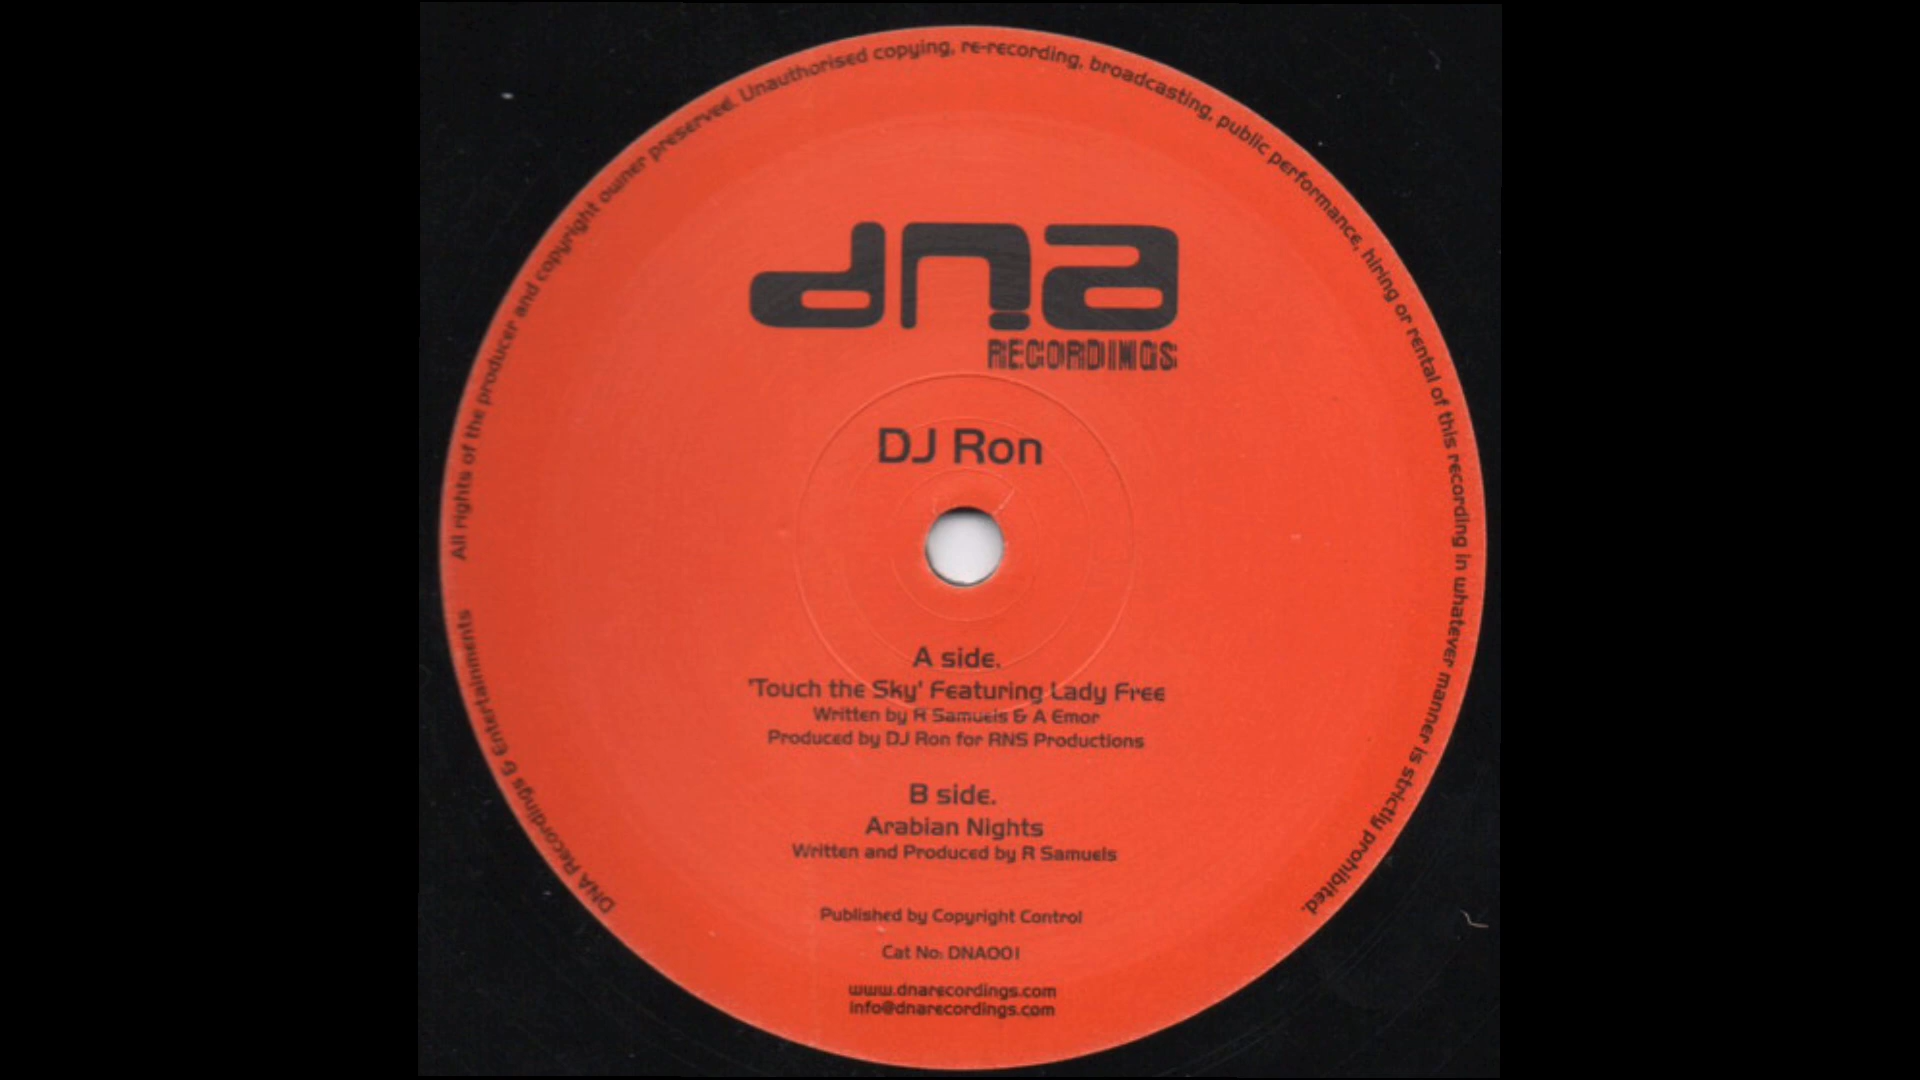 All rights of the producer and copyright owner preserved. Unauthorised copying, re-recording, broadcasting, public performance, hiring or rental of this recording in whatever manner is strictly prohibited.
dna
RECORDINGS
DJ Ron
A side.
'Touch the Sky' Featuring Lady Free
Written by R Samuels & A Emor
Produced by DJ Ron for RNS Productions
B side.
Arabian Nights
Written and Produced by R Samuels
Published by Copyright Control
Cat No: DNA001
www.dnarecordings.com
info@dnarecordings.com
DNA Recordings & Entertainments